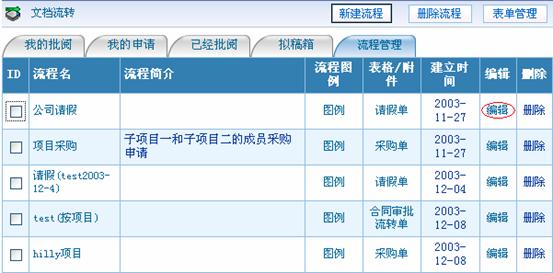 文档流转
新建流程 删除流程 表单管理
我的批阅 我的申请 已经批阅 拟稿箱 流程管理
ID 流程名 流程简介 流程图例 表格/附件 建立时间 编辑 删除
公司请假 图例 请假单 2003-11-27 编辑 删除
项目采购 子项目一和子项目二的成员采购申请 图例 采购单 2003-11-27 编辑 删除
请假(test2003-12-4) 图例 请假单 2003-12-04 编辑 删除
test(按项目) 图例 合同审批流转单 2003-12-08 编辑 删除
hilly项目 图例 采购单 2003-12-08 编辑 删除